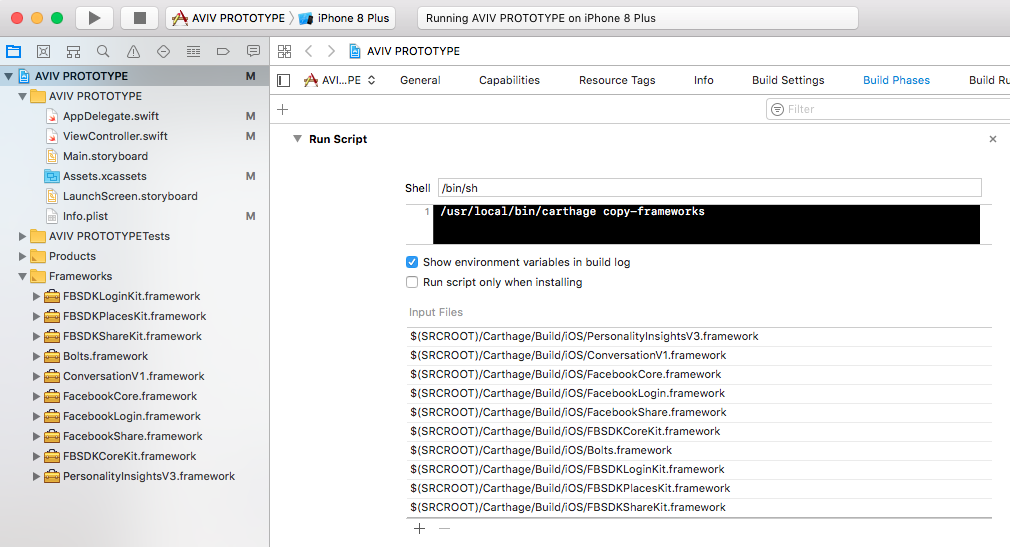 AVIV PROTOTYPE
iPhone 8 Plus
Running AVIV PROTOTYPE on iPhone 8 Plus
AVIV PROTOTYPE M
AVIV PROTOTYPE
AppDelegate.swift M
ViewController.swift M
Main.storyboard
Assets.xcassets M
LaunchScreen.storyboard
Info.plist M
AVIV PROTOTYPETests
Products
Frameworks
FBSDKLoginKit.framework
FBSDKPlacesKit.framework
FBSDKShareKit.framework
Bolts.framework
ConversationV1.framework
FacebookCore.framework
FacebookLogin.framework
FacebookShare.framework
FBSDKCoreKit.framework
PersonalityInsightsV3.framework
AVIV PROTOTYPE
AVI...PE General Capabilities Resource Tags Info Build Settings Build Phases Build Ru
Filter
Run Script
Shell /bin/sh
1 /usr/local/bin/carthage copy-frameworks
Show environment variables in build log
Run script only when installing
Input Files
$(SRCROOT)/Carthage/Build/iOS/PersonalityInsightsV3.framework
$(SRCROOT)/Carthage/Build/iOS/ConversationV1.framework
$(SRCROOT)/Carthage/Build/iOS/FacebookCore.framework
$(SRCROOT)/Carthage/Build/iOS/FacebookLogin.framework
$(SRCROOT)/Carthage/Build/iOS/FacebookShare.framework
$(SRCROOT)/Carthage/Build/iOS/FBSDKCoreKit.framework
$(SRCROOT)/Carthage/Build/iOS/Bolts.framework
$(SRCROOT)/Carthage/Build/iOS/FBSDKLoginKit.framework
$(SRCROOT)/Carthage/Build/iOS/FBSDKPlacesKit.framework
$(SRCROOT)/Carthage/Build/iOS/FBSDKShareKit.framework